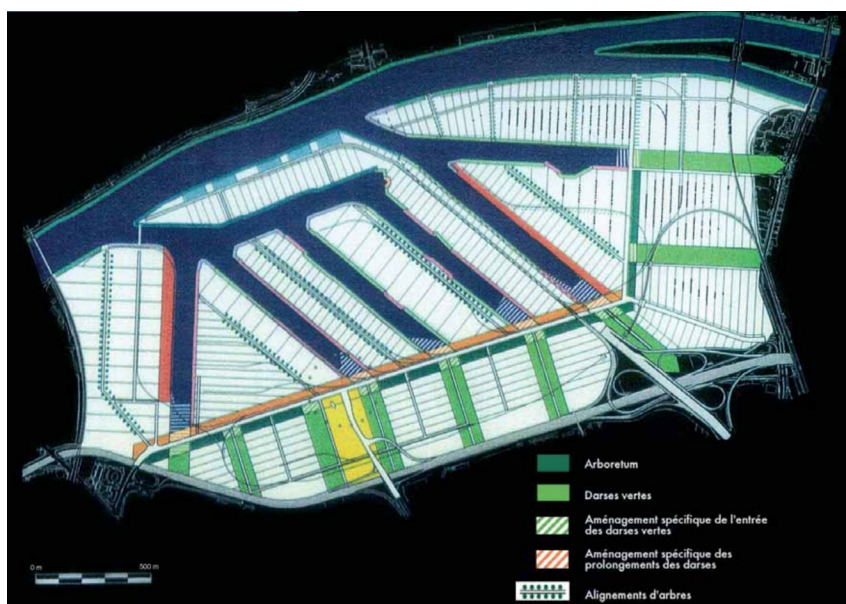 Arboretum
Darses vertes
Aménagement spécifique de l'entrée
des darses vertes
Aménagement spécifique des
prolongements des darses
Alignements d'arbres
0 m
500 m